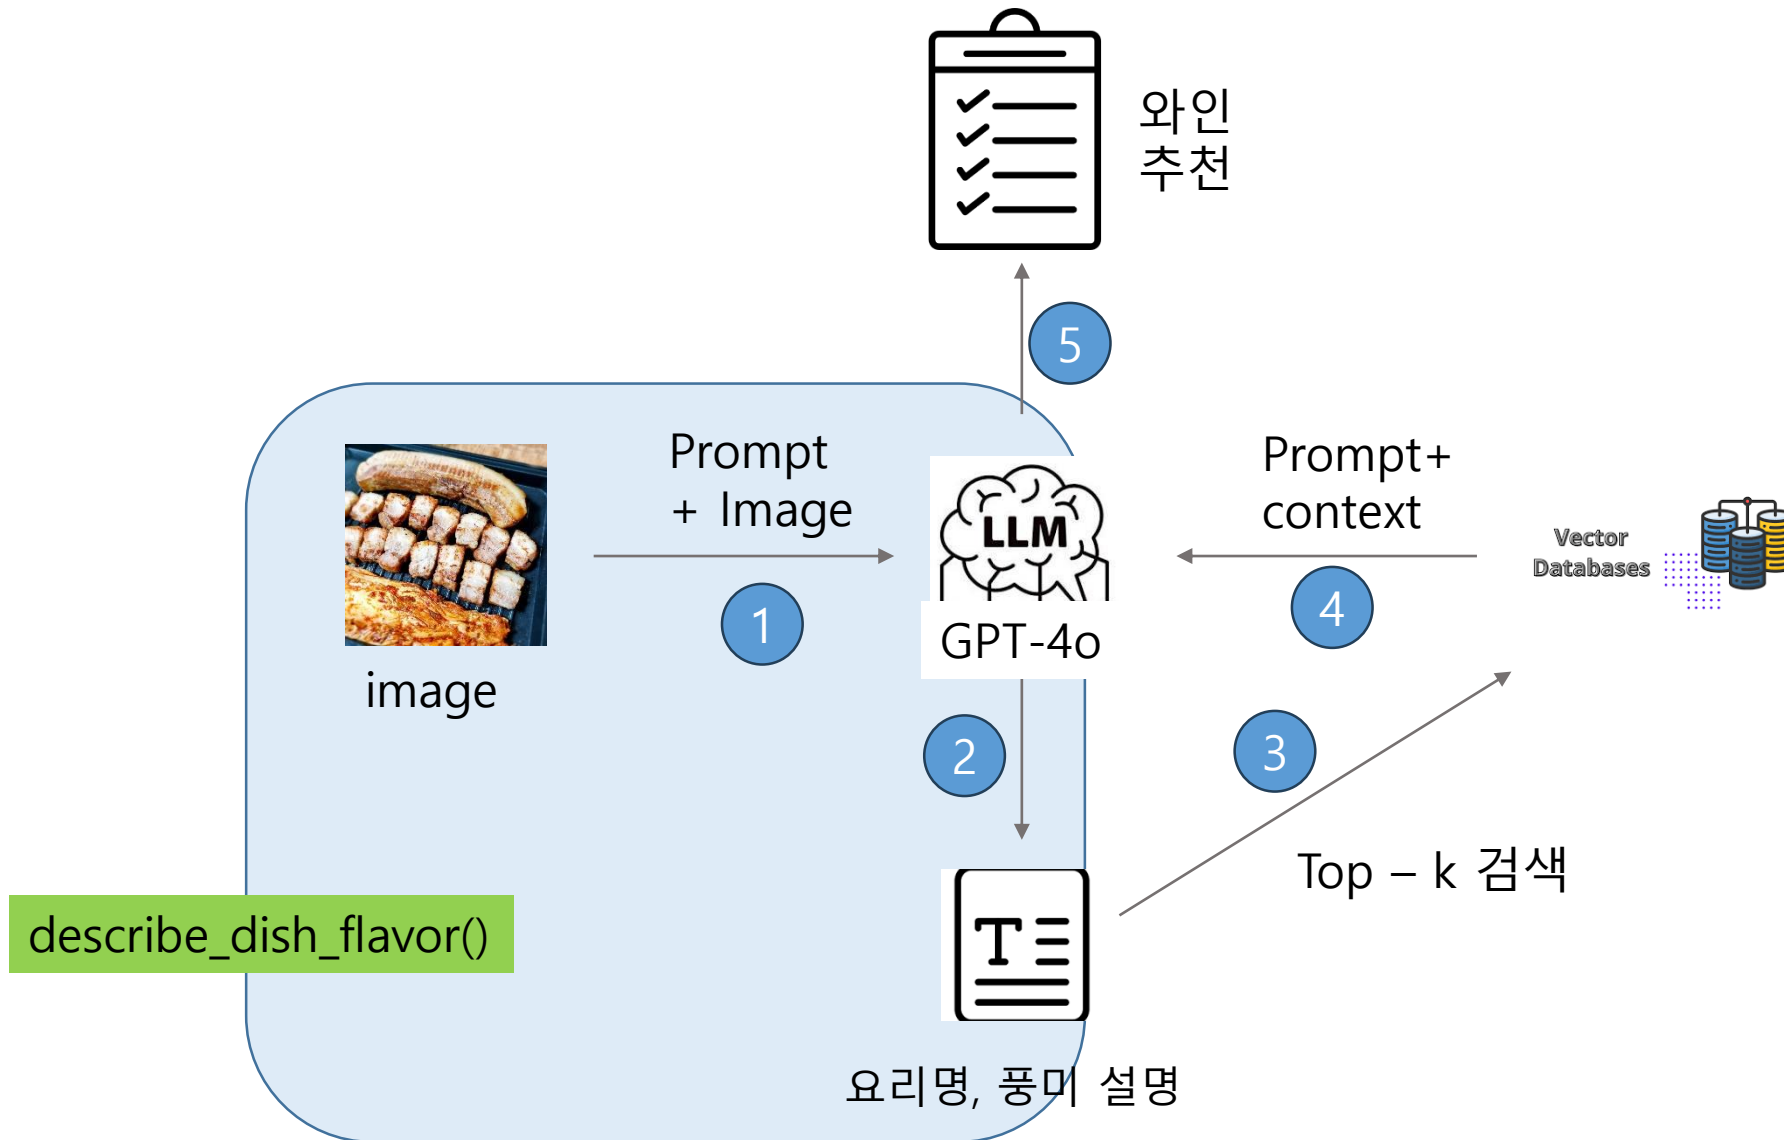 와인
추천
5
Prompt
+ Image
Prompt+
context
LLM
Vector
Databases
1
4
GPT-4o
image
2
3
Top – k 검색
describe_dish_flavor()
T
요리명, 풍미 설명